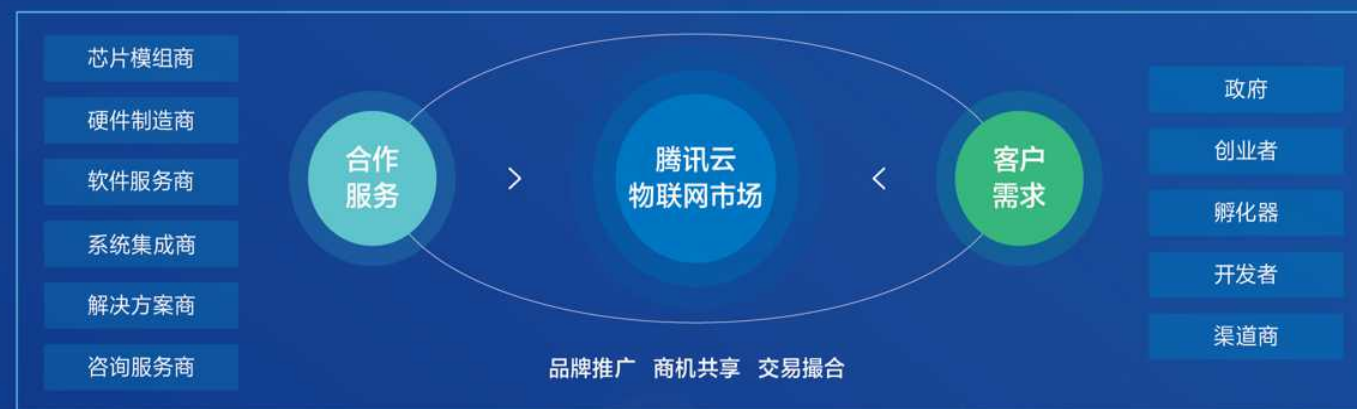 芯片模组商
硬件制造商
软件服务商
系统集成商
解决方案商
咨询服务商
合作
服务
腾讯云
物联网市场
客户
需求
品牌推广 商机共享 交易撮合
政府
创业者
孵化器
开发者
渠道商